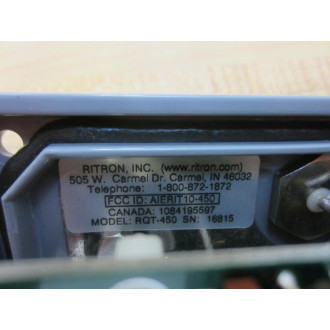 RITRON, INC. (www.ritron.com)
505 W. Carmel Dr. Carmel, IN 46032
Telephone: 1-800-872-1872
FCC ID: AIERIT10-450
CANADA: 1084195597
MODEL: RQT-450 SN: 16815